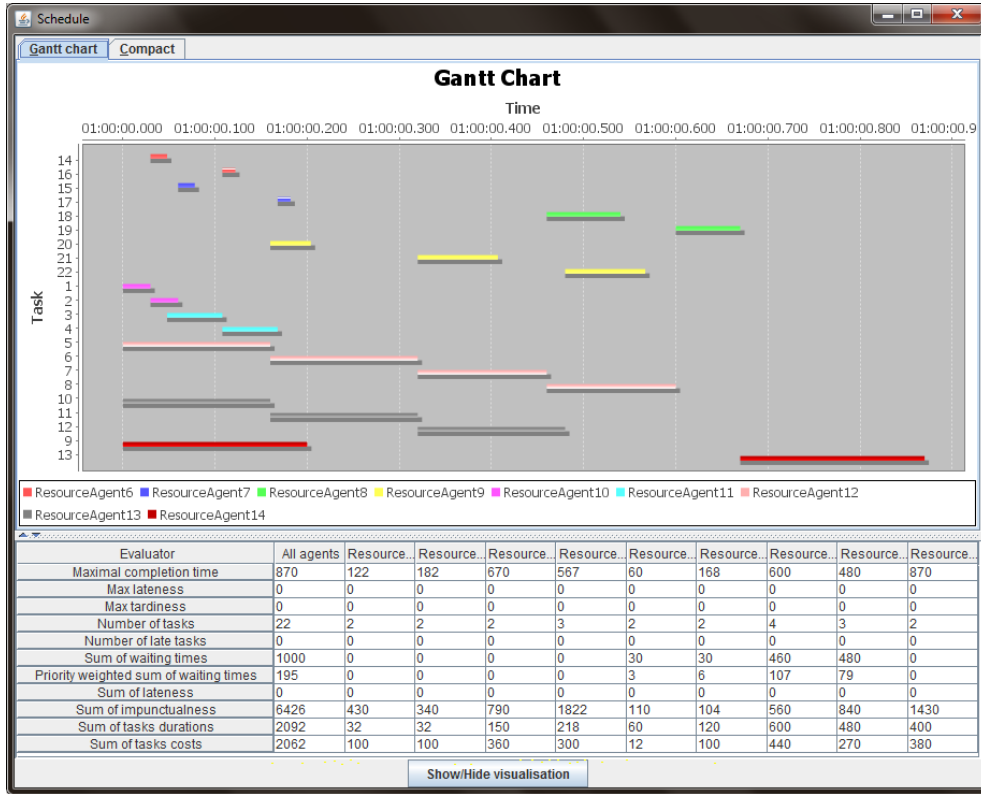 Schedule
Gantt chart Compact
Gantt Chart
Time
01:00:00.000 01:00:00.100 01:00:00.200 01:00:00.300 01:00:00.400 01:00:00.500 01:00:00.600 01:00:00.700 01:00:00.800 01:00:00.9
Task
14
16
15
17
18
19
20
21
22
1
2
3
4
5
6
7
8
10
11
12
9
13
ResourceAgent6 ResourceAgent7 ResourceAgent8 ResourceAgent9 ResourceAgent10 ResourceAgent11 ResourceAgent12
ResourceAgent13 ResourceAgent14
Evaluator All agents Resource... Resource... Resource... Resource... Resource... Resource... Resource... Resource... Resource...
Maximal completion time 870 122 182 670 567 60 168 600 480 870
Max lateness 0 0 0 0 0 0 0 0 0 0
Max tardiness 0 0 0 0 0 0 0 0 0 0
Number of tasks 22 2 2 2 3 2 2 4 3 2
Number of late tasks 0 0 0 0 0 0 0 0 0 0
Sum of waiting times 1000 0 0 0 0 30 30 460 480 0
Priority weighted sum of waiting times 195 0 0 0 0 3 6 107 79 0
Sum of lateness 0 0 0 0 0 0 0 0 0 0
Sum of impunctualness 6426 430 340 790 1822 110 104 560 840 1430
Sum of tasks durations 2092 32 32 150 218 60 120 600 480 400
Sum of tasks costs 2062 100 100 360 300 12 100 440 270 380
Show/Hide visualisation